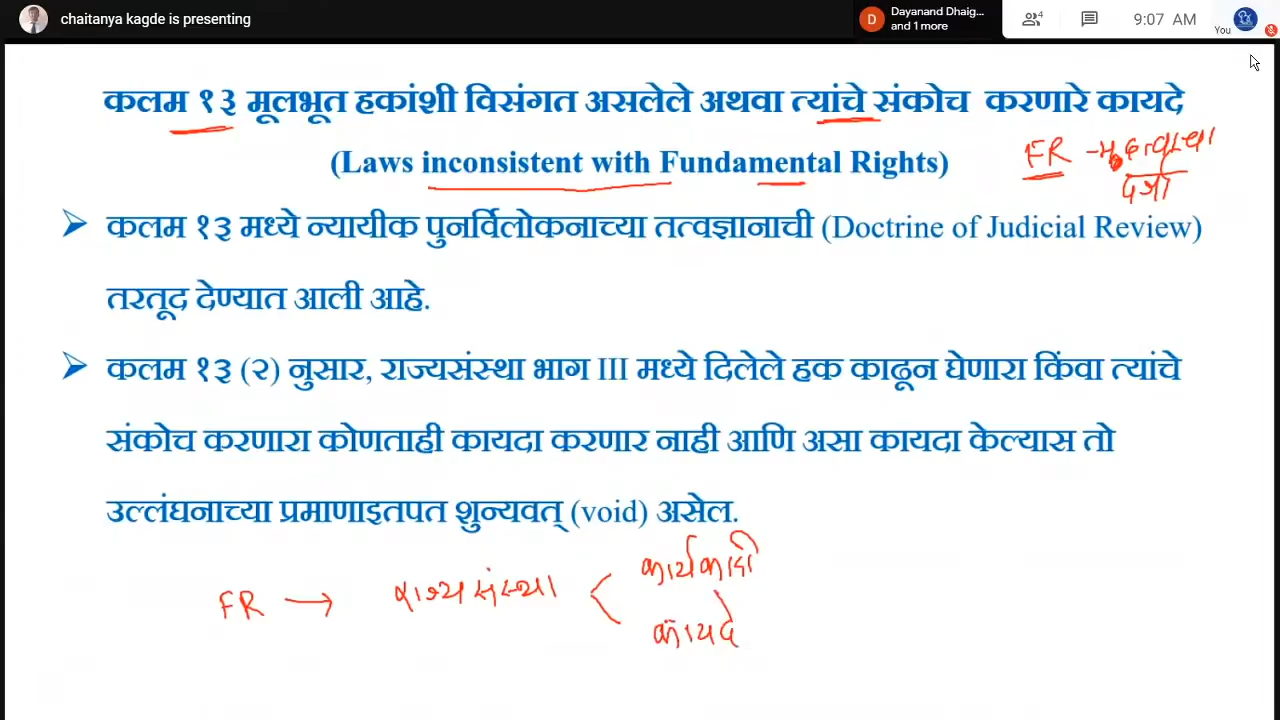 chaitanya kagde is presenting
D
Dayanand Dhaig...
and 1 more
4
9:07 AM
You
कलम १३ मूलभूत हकांशी विसंगत असलेले अथवा त्यांचे संकोच करणारे कायदे
(Laws inconsistent with Fundamental Rights)
FR
दर्जा
कलम १३ मध्ये न्यायीक पुनर्विलोकनाच्या तत्वज्ञानाची (Doctrine of Judicial Review)
तरतूद देण्यात आली आहे.
कलम १३ (२) नुसार, राज्यसंस्था भाग III मध्ये दिलेले हक काढून घेणारा किंवा त्यांचे
संकोच करणारा कोणताही कायदा करणार नाही आणि असा कायदा केल्यास तो
उल्लंघनाच्या प्रमाणाइतपत शुन्यवत् (void) असेल.
FR → राज्यसंस्था
कायदे